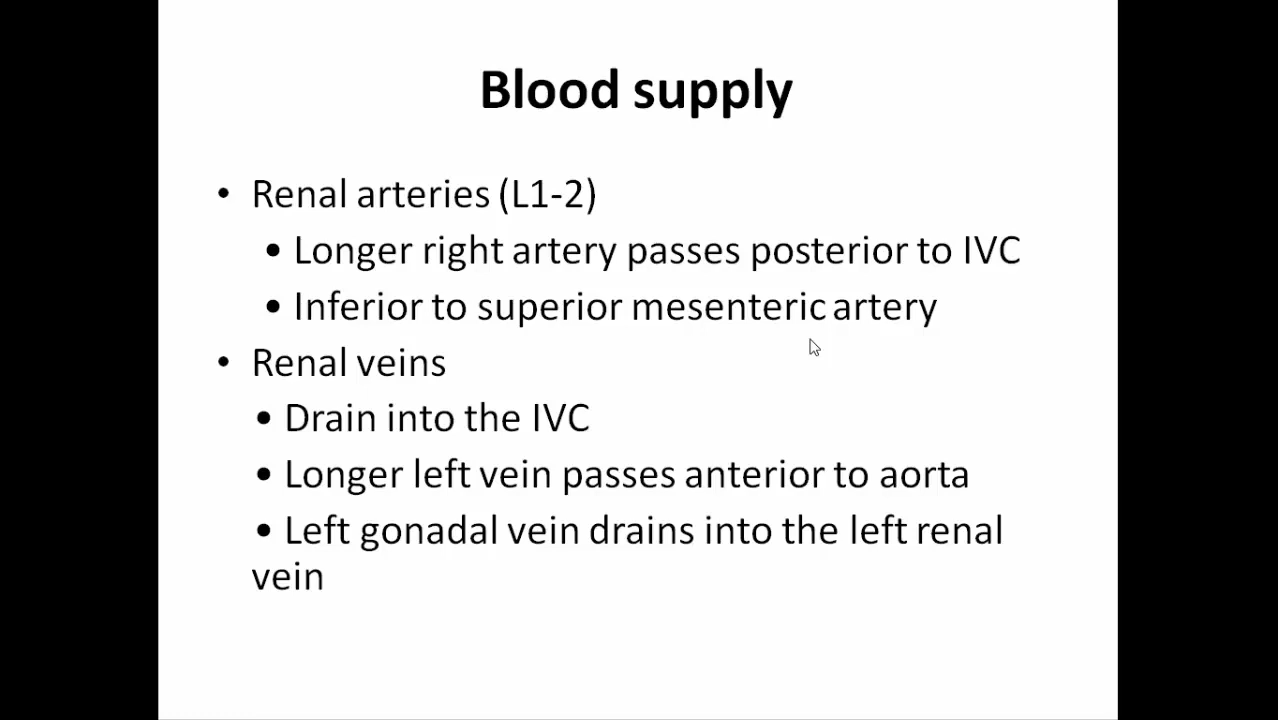 Blood supply
• Renal arteries (L1-2)
• Longer right artery passes posterior to IVC
• Inferior to superior mesenteric artery
• Renal veins
• Drain into the IVC
• Longer left vein passes anterior to aorta
• Left gonadal vein drains into the left renal
vein